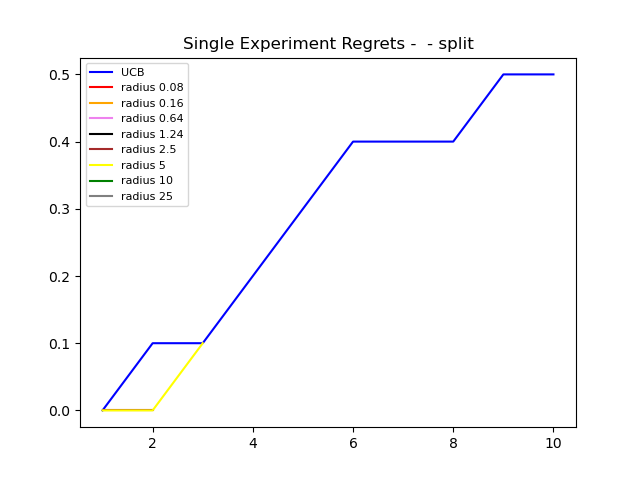 Single Experiment Regrets -  - split
UCB
radius 0.08
radius 0.16
radius 0.64
radius 1.24
radius 2.5
radius 5
radius 10
radius 25
0.5
0.4
0.3
0.2
0.1
0.0
2 4 6 8 10